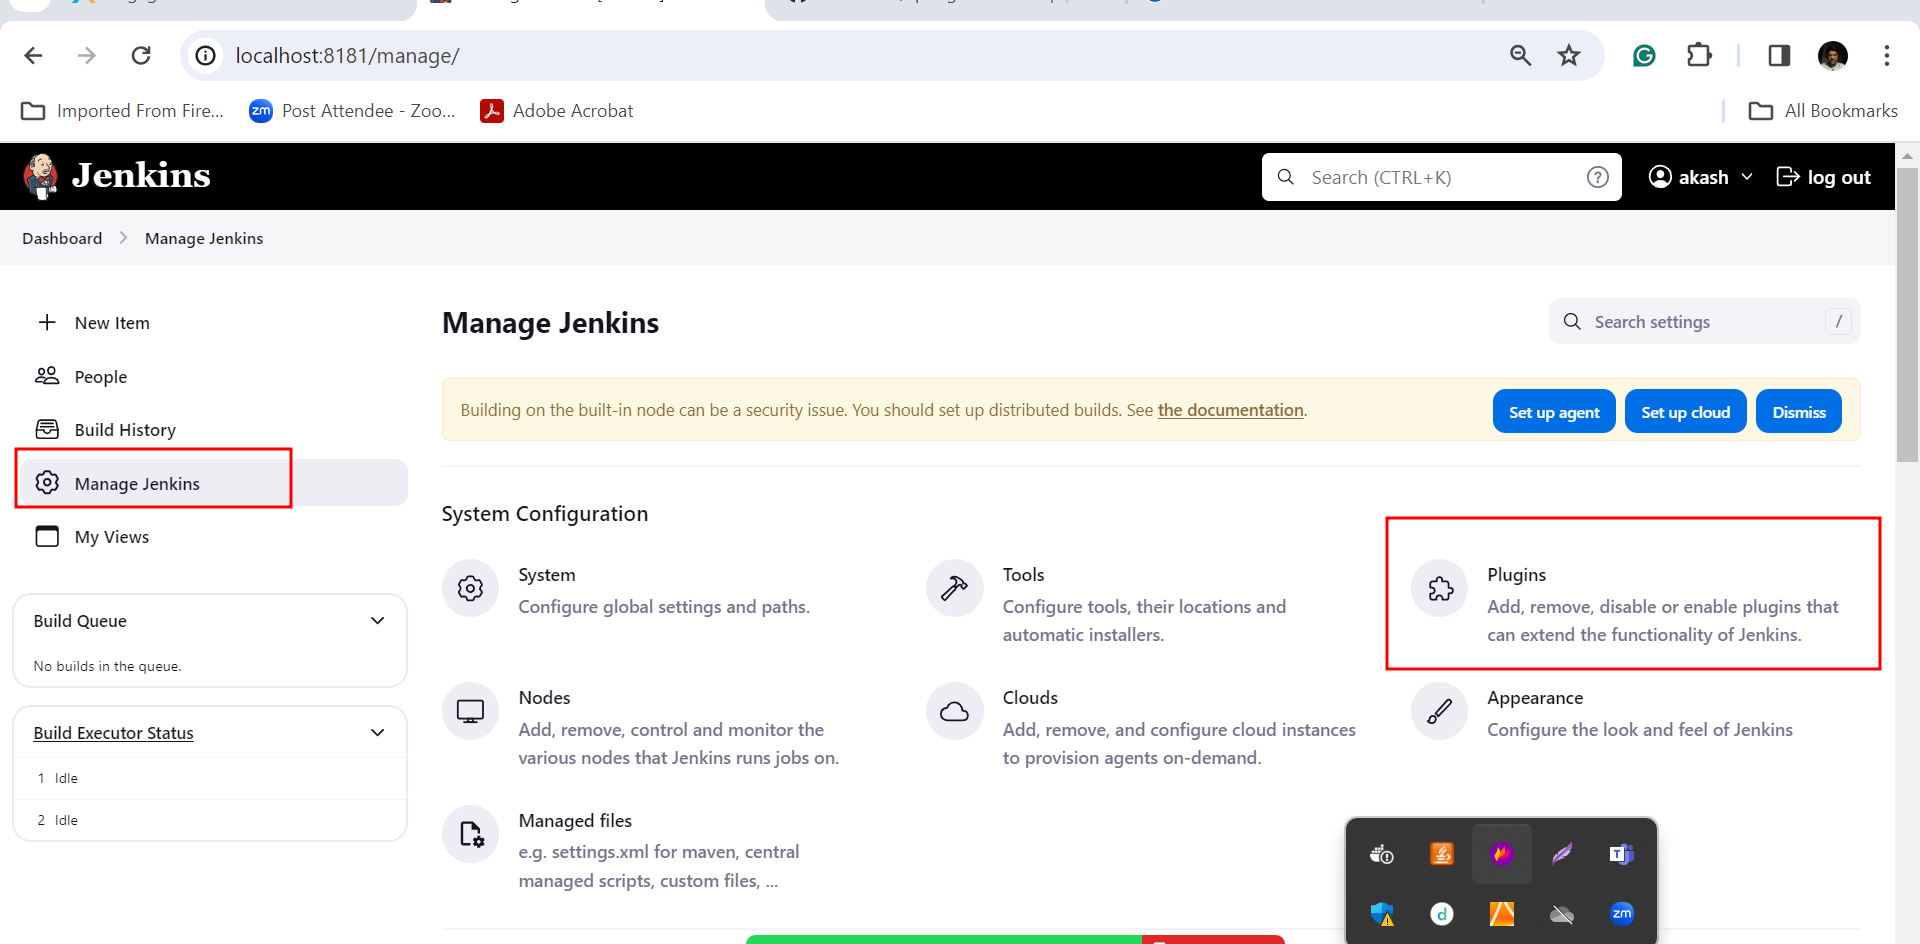 localhost:8181/manage/
Imported From Fire...
zm
Post Attendee - Zoo...
Adobe Acrobat
All Bookmarks
Jenkins
Search (CTRL+K)
?
akash
log out
Dashboard
Manage Jenkins
New Item
People
Build History
Manage Jenkins
My Views
Build Queue
No builds in the queue.
Build Executor Status
1 Idle
2 Idle
Manage Jenkins
Search settings
/
Building on the built-in node can be a security issue. You should set up distributed builds. See the documentation.
Set up agent
Set up cloud
Dismiss
System Configuration
System
Configure global settings and paths.
Tools
Configure tools, their locations and
automatic installers.
Plugins
Add, remove, disable or enable plugins that
can extend the functionality of Jenkins.
Nodes
Add, remove, control and monitor the
various nodes that Jenkins runs jobs on.
Clouds
Add, remove, and configure cloud instances
to provision agents on-demand.
Appearance
Configure the look and feel of Jenkins
Managed files
e.g. settings.xml for maven, central
managed scripts, custom files, ...
T
d
zm